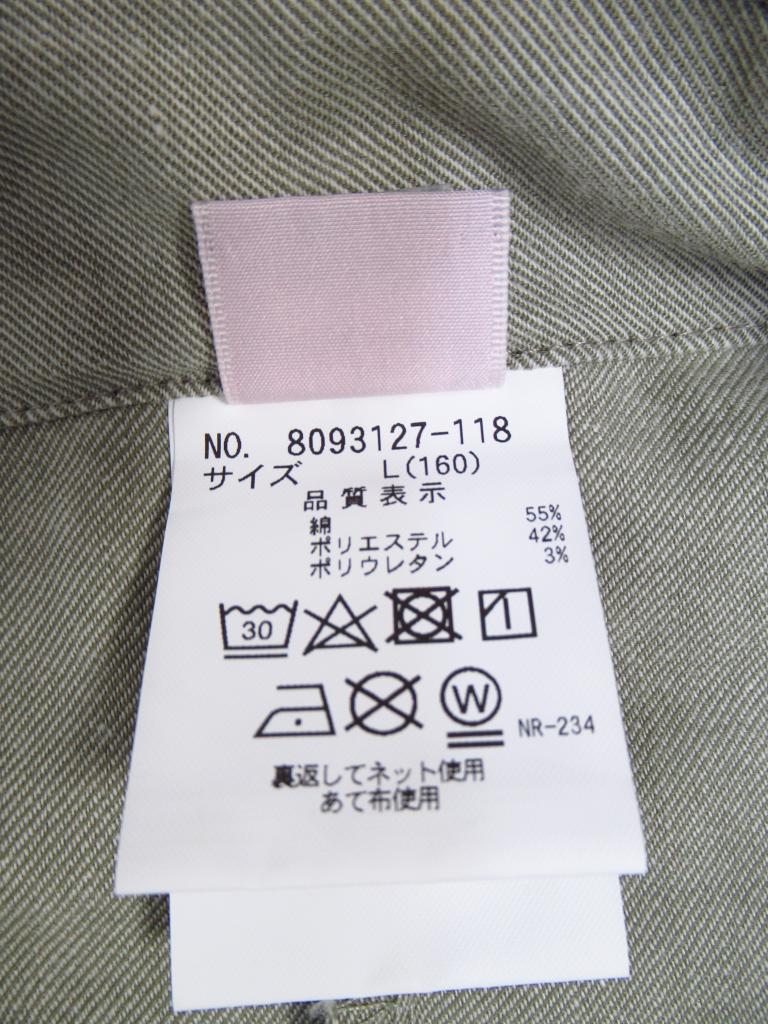 NO. 8093127-118
サイズ L(160)
品質表示
綿 55%
ポリエステル 42%
ポリウレタン 3%
30
W NR-234
裏返してネット使用
あて布使用